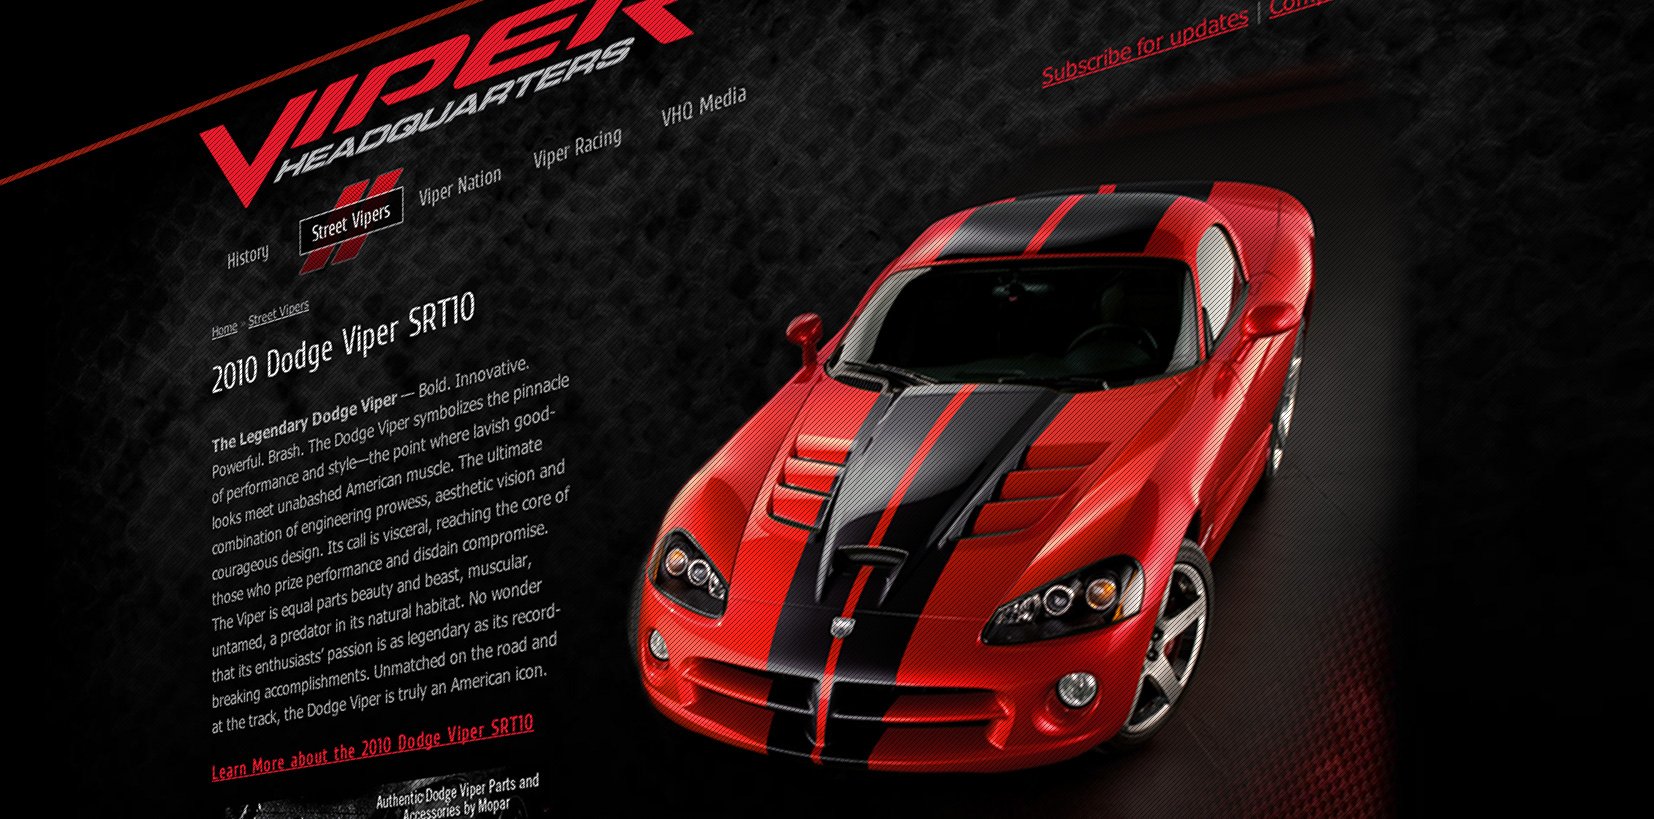 VIPER
HEADQUARTERS
Subscribe for updates |
History
Street Vipers
Viper Nation
Viper Racing
VHQ Media
Home » Street Vipers
2010 Dodge Viper SRT10
The Legendary Dodge Viper — Bold. Innovative.
Powerful. Brash. The Dodge Viper symbolizes the pinnacle
of performance and style—the point where lavish good-
looks meet unabashed American muscle. The ultimate
combination of engineering prowess, aesthetic vision and
courageous design. Its call is visceral, reaching the core of
those who prize performance and disdain compromise.
The Viper is equal parts beauty and beast, muscular,
untamed, a predator in its natural habitat. No wonder
that its enthusiasts’ passion is as legendary as its record-
breaking accomplishments. Unmatched on the road and
at the track, the Dodge Viper is truly an American icon.
Learn More about the 2010 Dodge Viper SRT10
Authentic Dodge Viper Parts and
Accessories by Mopar